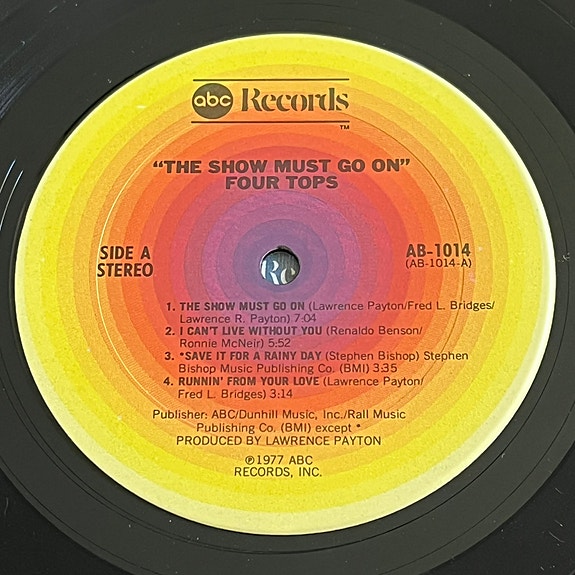 abc Records
™
“THE SHOW MUST GO ON”
FOUR TOPS
SIDE A
STEREO
AB-1014
(AB-1014-A)
Rc
1. THE SHOW MUST GO ON (Lawrence Payton/Fred L. Bridges/
Lawrence R. Payton) 7:04
2. I CAN'T LIVE WITHOUT YOU (Renaldo Benson/
Ronnie McNeir) 5:52
3. *SAVE IT FOR A RAINY DAY (Stephen Bishop) Stephen
Bishop Music Publishing Co. (BMI) 3:35
4. RUNNIN' FROM YOUR LOVE (Lawrence Payton/
Fred L. Bridges) 3:14
Publisher: ABC/Dunhill Music, Inc./Rall Music
Publishing Co. (BMI) except *
PRODUCED BY LAWRENCE PAYTON
℗1977 ABC
RECORDS, INC.